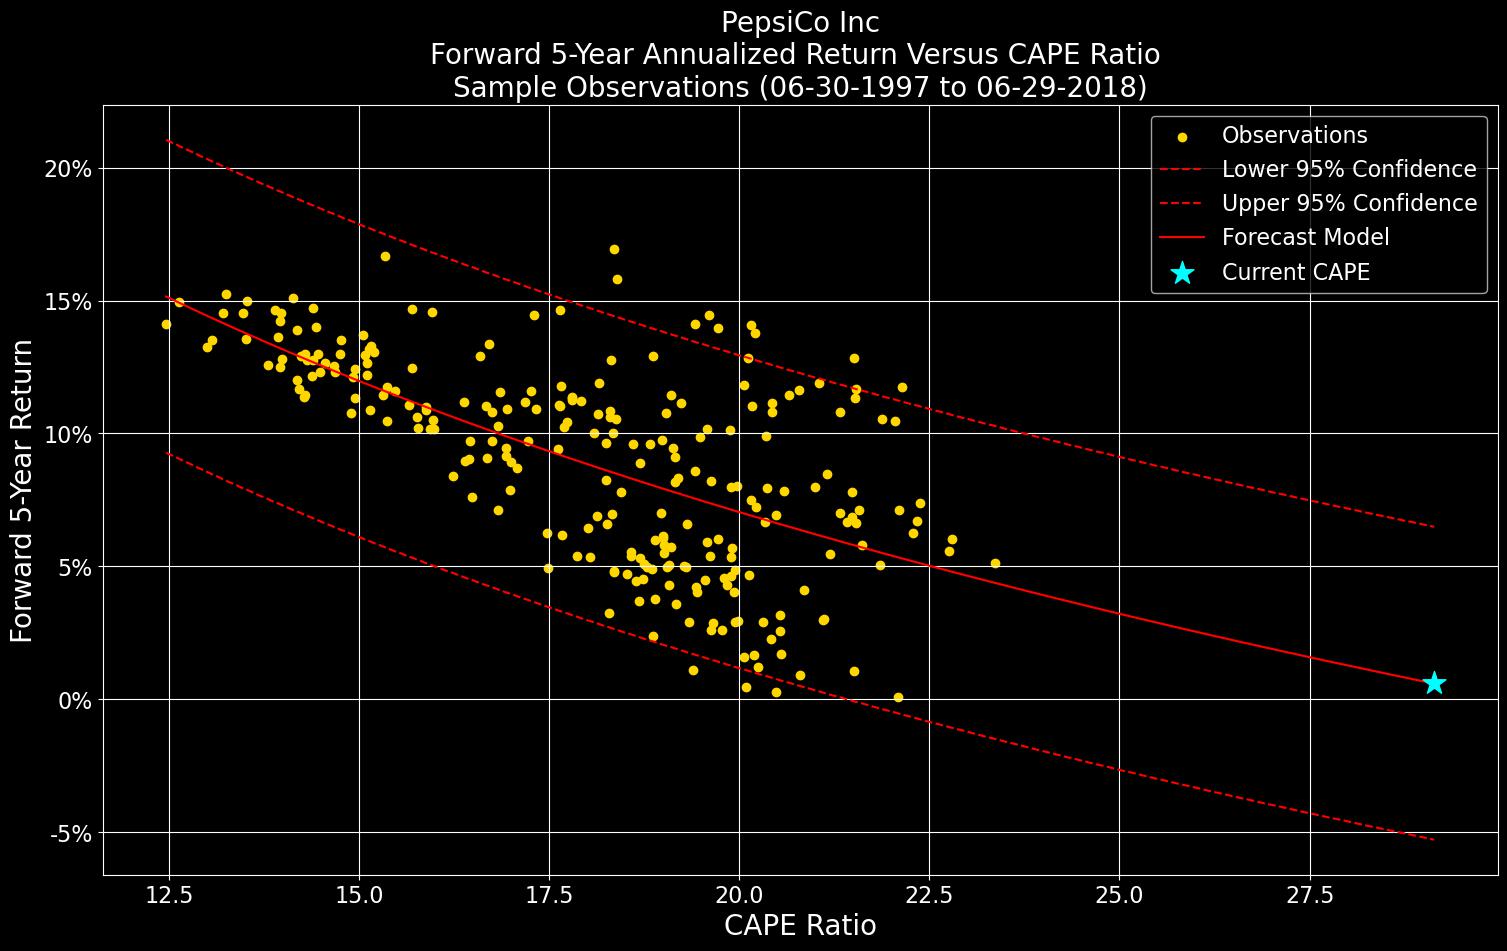 PepsiCo Inc
Forward 5-Year Annualized Return Versus CAPE Ratio
Sample Observations (06-30-1997 to 06-29-2018)
Observations
Lower 95% Confidence
Upper 95% Confidence
Forecast Model
Current CAPE
Forward 5-Year Return
20%
15%
10%
5%
0%
-5%
12.5 15.0 17.5 20.0 22.5 25.0 27.5
CAPE Ratio